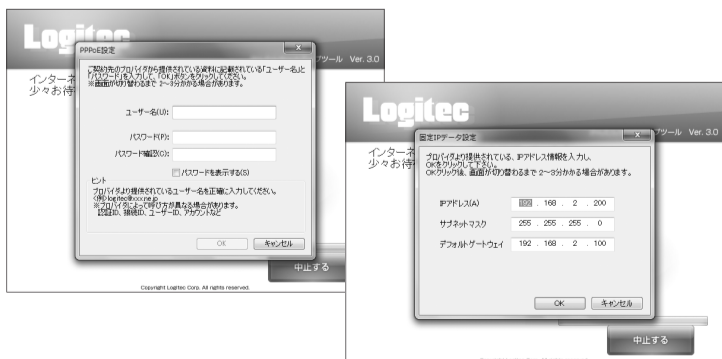 Logitec
プツール Ver. 3.0
インターネ
少々お待
PPPoE設定
ご契約先のプロバイダから提供されている資料に記載されている「ユーザー名」と
「パスワード」を入力して、「OK」ボタンをクリックしてください。
※画面が切り替わるまで 2～3分かかる場合があります。
ユーザー名(U):
パスワード(P):
パスワード確認(C):
パスワードを表示する(S)
ヒント
プロバイダより提供されているユーザー名を正確に入力してください。
<例>logitec@xxx.ne.jp
※プロバイダによって呼び方が異なる場合があります。
認証ID、接続ID、ユーザーID、アカウントなど
OK キャンセル
中止する
Copyright Logitec Corp. All rights reserved.
Logitec
プツール Ver. 3.0
インターネ
少々お待
固定IPデータ設定
プロバイダより提供されている、IPアドレス情報を入力し、
OKをクリックして下さい。
OKクリック後、画面が切り替わるまで 2～3分かかる場合があります。
IPアドレス(A) 192 . 168 . 2 . 200
サブネットマスク 255 . 255 . 255 . 0
デフォルトゲートウェイ 192 . 168 . 2 . 100
OK キャンセル
中止する